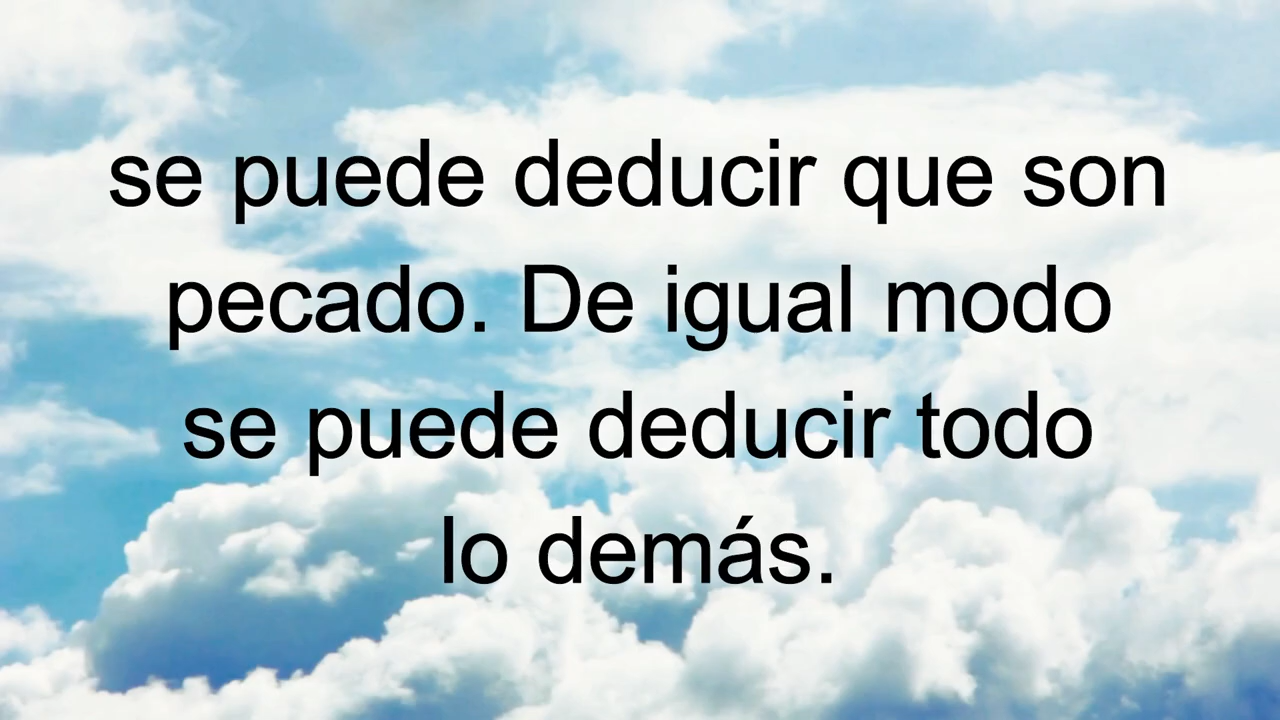 se puede deducir que son
pecado. De igual modo
se puede deducir todo
lo demás.